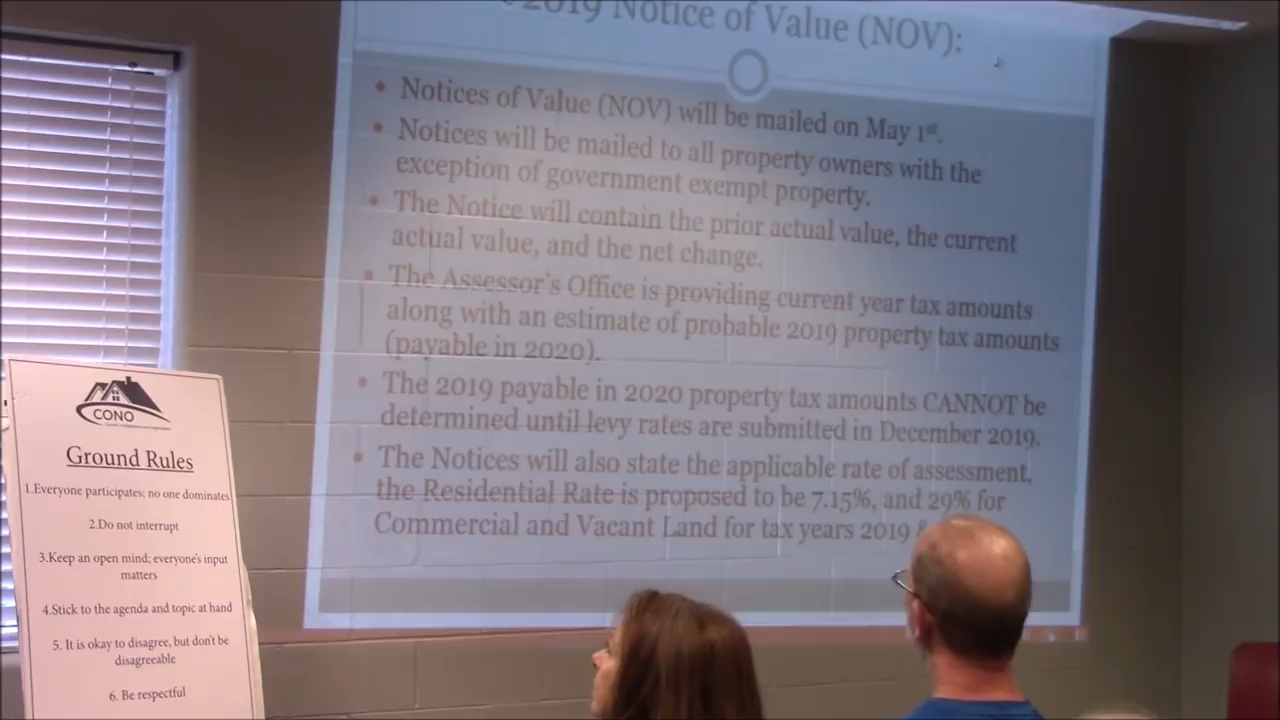 2019 Notice of Value (NOV):
• Notices of Value (NOV) will be mailed on May 1st.
• Notices will be mailed to all property owners with the
exception of government exempt property.
• The Notice will contain the prior actual value, the current
actual value, and the net change.
• The Assessor's Office is providing current year tax amounts
along with an estimate of probable 2019 property tax amounts
(payable in 2020).
• The 2019 payable in 2020 property tax amounts CANNOT be
determined until levy rates are submitted in December 2019.
• The Notices will also state the applicable rate of assessment,
the Residential Rate is proposed to be 7.15%, and 29% for
Commercial and Vacant Land for tax years 2019
CONO
Ground Rules
1.Everyone participates; no one dominates
2.Do not interrupt
3.Keep an open mind; everyone's input
matters
4.Stick to the agenda and topic at hand
5. It is okay to disagree, but don't be
disagreeable
6. Be respectful